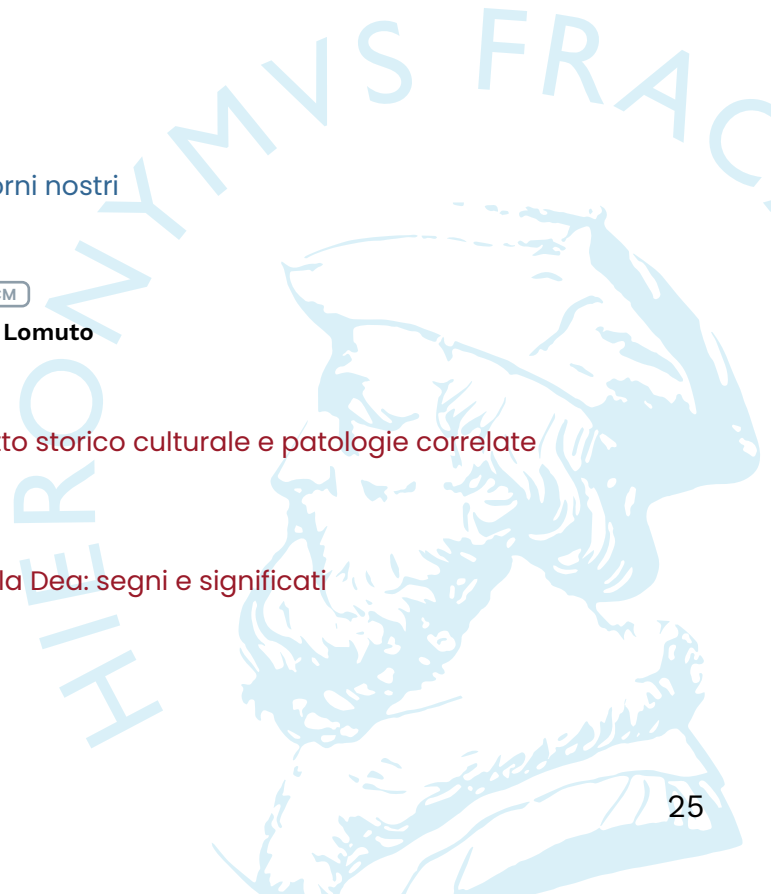 HIERONYMVS FRAC
orni nostri
CM
Lomuto
to storico culturale e patologie correlate
la Dea: segni e significati
25